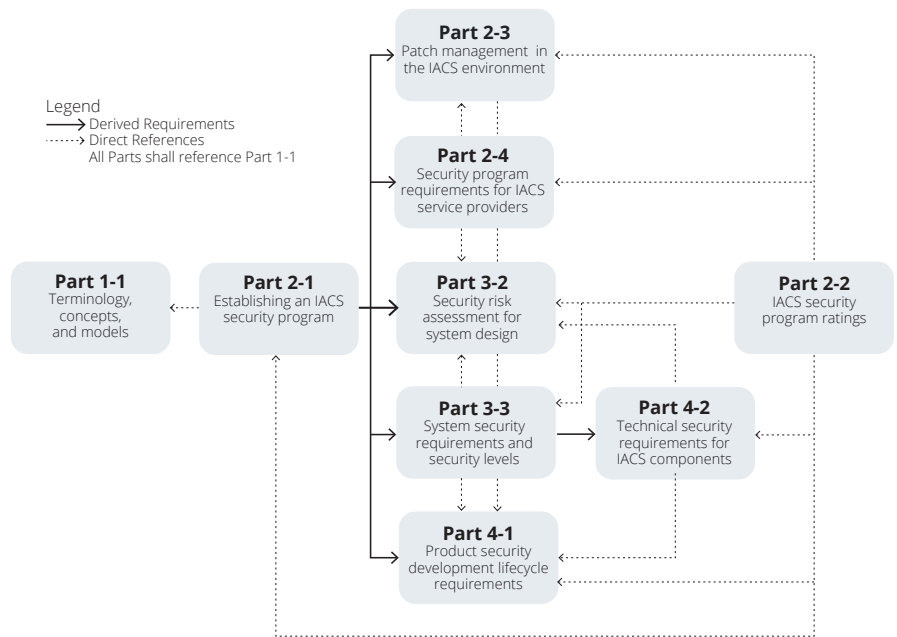 Part 2-3
Patch management in
the IACS environment
Legend
Derived Requirements
Direct References
All Parts shall reference Part 1-1
Part 2-4
Security program
requirements for IACS
service providers
Part 1-1
Terminology,
concepts,
and models
Part 2-1
Establishing an IACS
security program
Part 3-2
Security risk
assessment for
system design
Part 2-2
IACS security
program ratings
Part 3-3
System security
requirements and
security levels
Part 4-2
Technical security
requirements for
IACS components
Part 4-1
Product security
development lifecycle
requirements